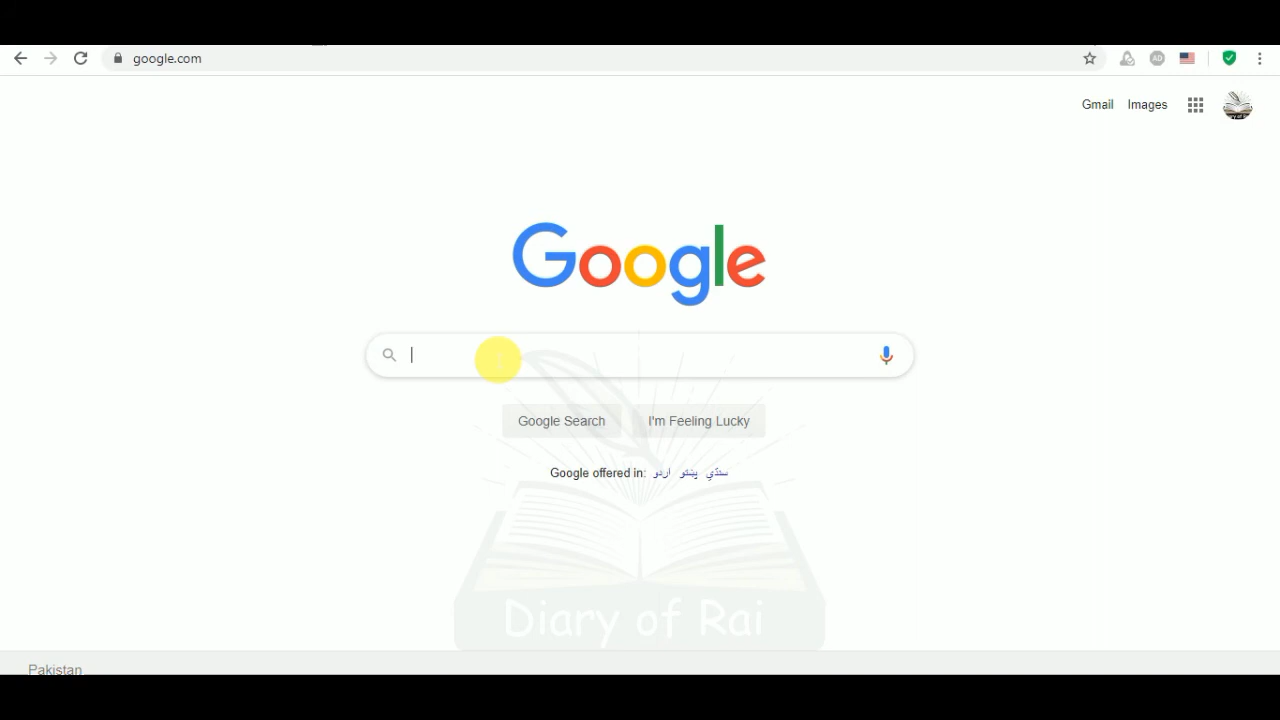 google.com
Gmail Images
Google
Google Search I'm Feeling Lucky
Google offered in: اردو پښتو سنڌي
Diary of Rai
Pakistan